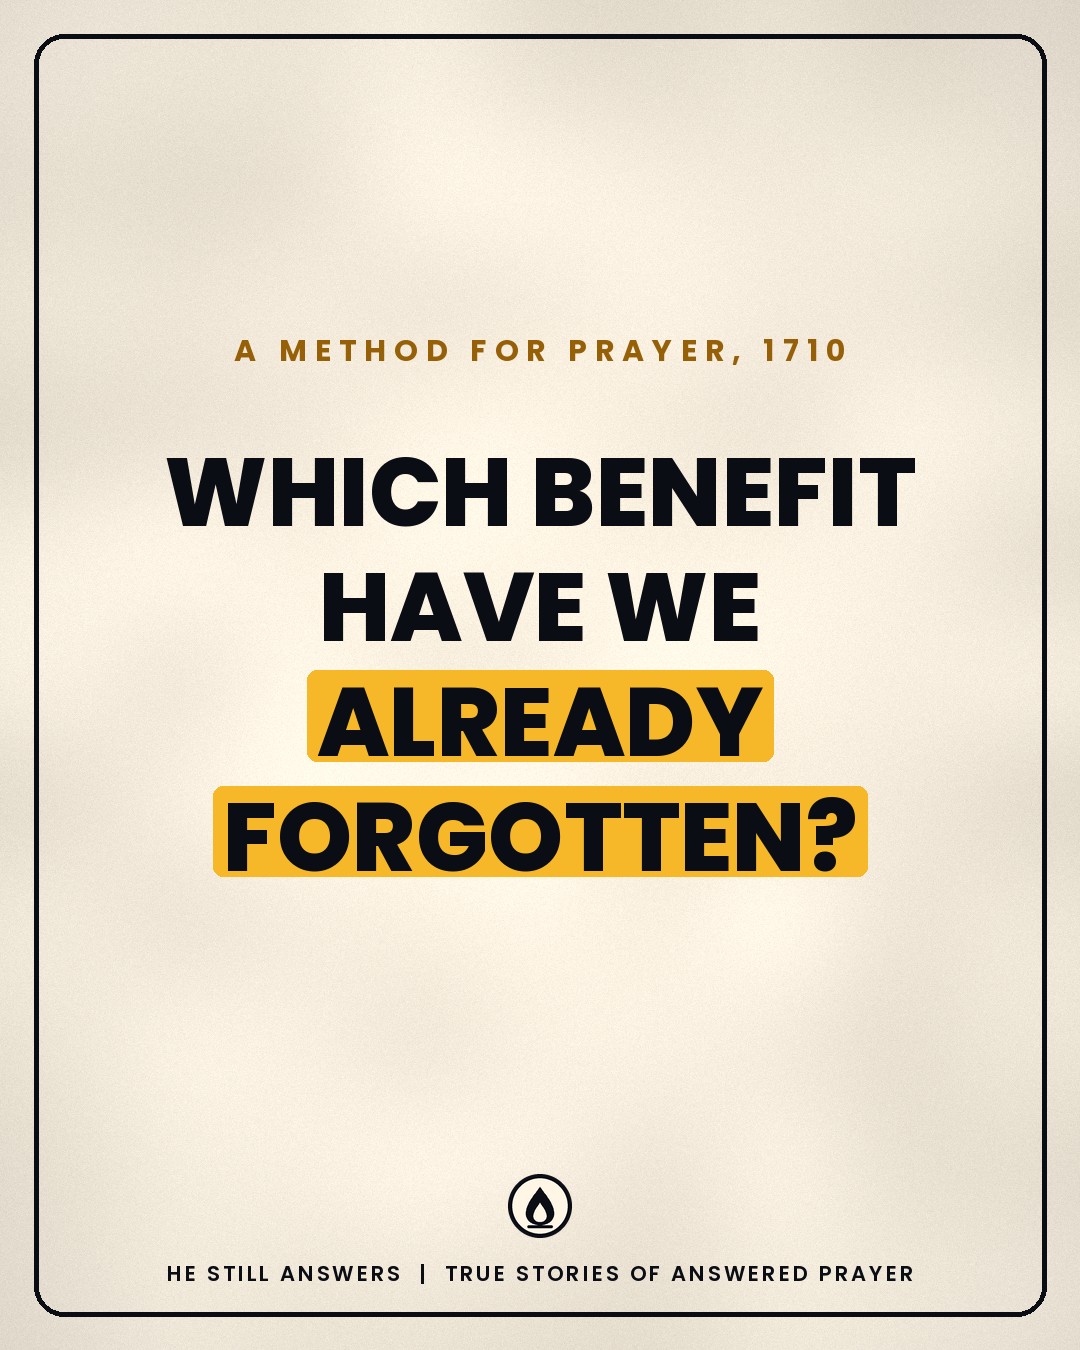 A METHOD FOR PRAYER, 1710
WHICH BENEFIT
HAVE WE
ALREADY
FORGOTTEN?
HE STILL ANSWERS | TRUE STORIES OF ANSWERED PRAYER